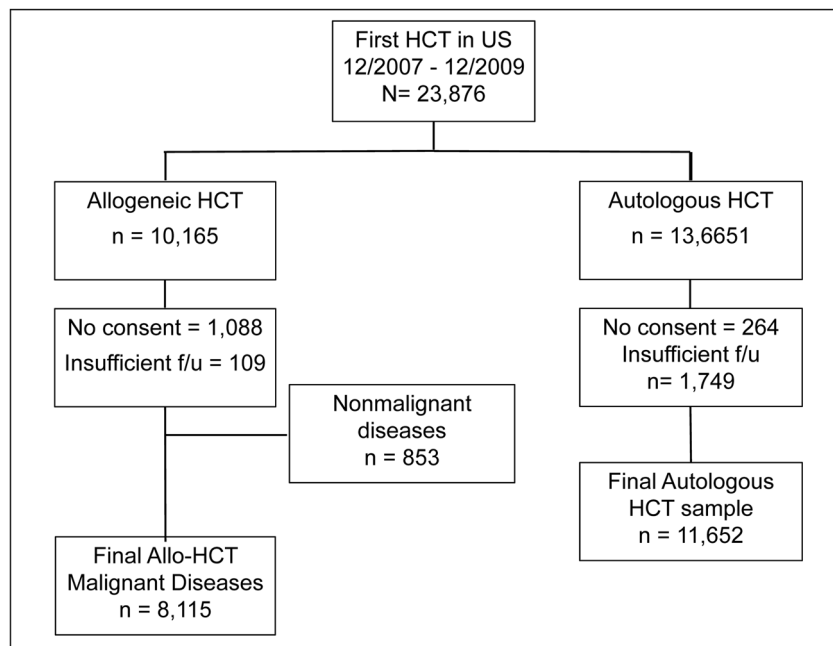 First HCT in US
12/2007 - 12/2009
N= 23,876
Allogeneic HCT
n = 10,165
Autologous HCT
n = 13,6651
No consent = 1,088
Insufficient f/u = 109
No consent = 264
Insufficient f/u
n= 1,749
Nonmalignant
diseases
n = 853
Final Autologous
HCT sample
n = 11,652
Final Allo-HCT
Malignant Diseases
n = 8,115